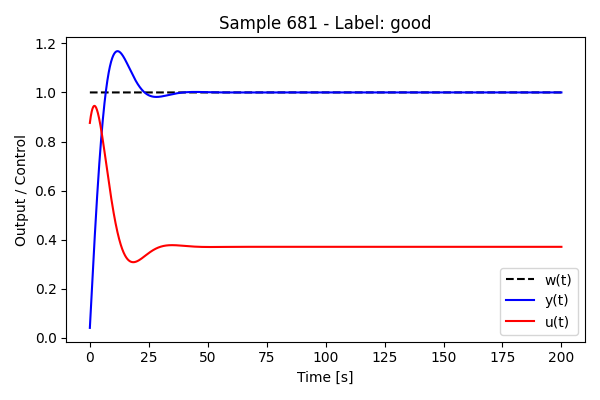 Sample 681 - Label: good
Output / Control
1.2
1.0
0.8
0.6
0.4
0.2
0.0
w(t)
y(t)
u(t)
0 25 50 75 100 125 150 175 200
Time [s]